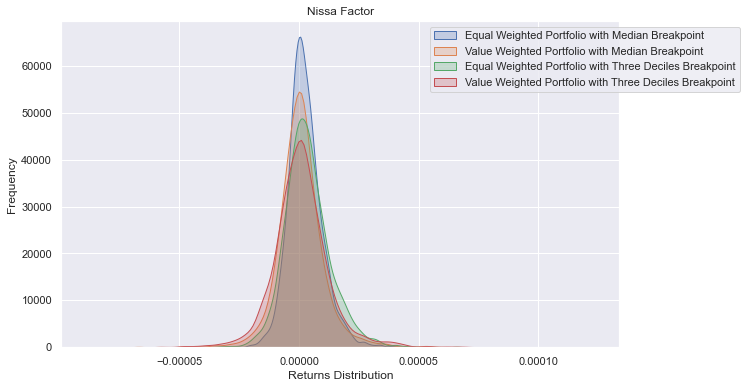 Nissa Factor
Equal Weighted Portfolio with Median Breakpoint
Value Weighted Portfolio with Median Breakpoint
Equal Weighted Portfolio with Three Deciles Breakpoint
Value Weighted Portfolio with Three Deciles Breakpoint
Frequency
60000
50000
40000
30000
20000
10000
0
−0.00005 0.00000 0.00005 0.00010
Returns Distribution